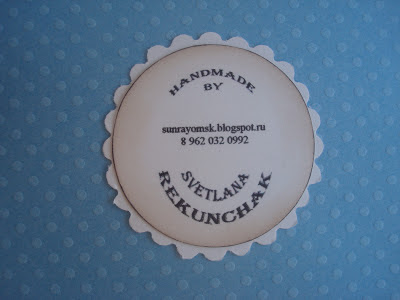 HANDMADE
BY
sunrayomsk.blogspot.ru
8 962 032 0992
SVETLANA
REKUNCHAK